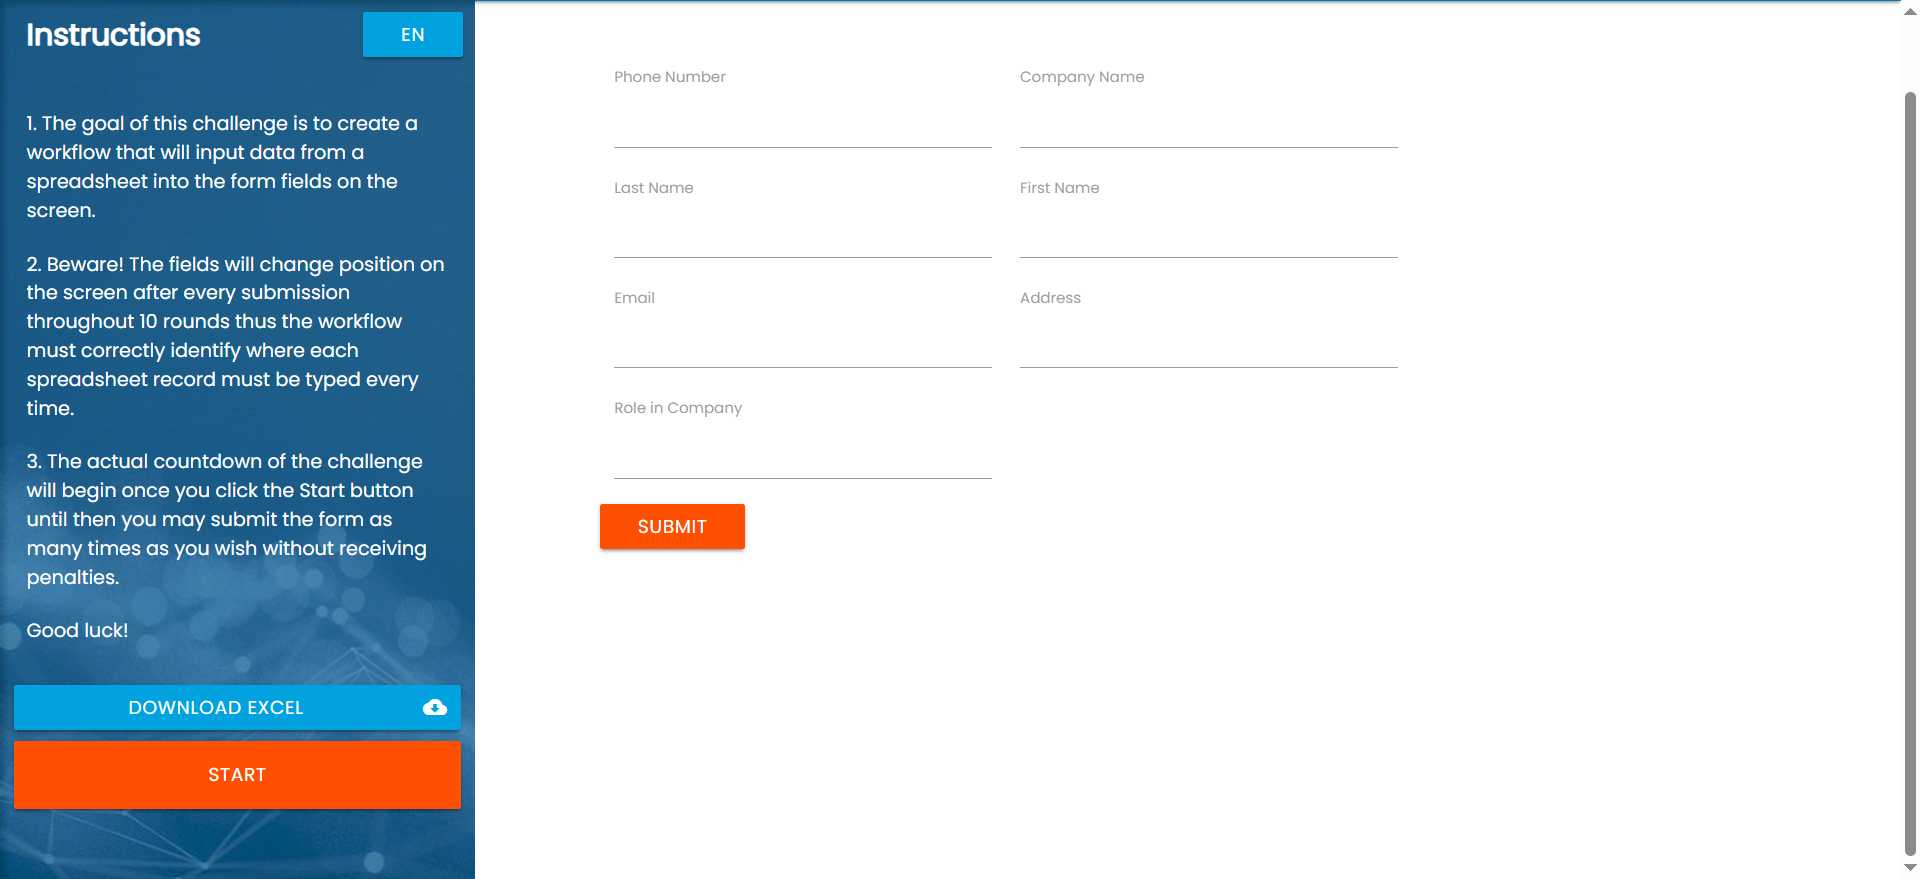 Instructions
EN
1. The goal of this challenge is to create a
workflow that will input data from a
spreadsheet into the form fields on the
screen.
2. Beware! The fields will change position on
the screen after every submission
throughout 10 rounds thus the workflow
must correctly identify where each
spreadsheet record must be typed every
time.
3. The actual countdown of the challenge
will begin once you click the Start button
until then you may submit the form as
many times as you wish without receiving
penalties.
Good luck!
DOWNLOAD EXCEL
START
Phone Number
Company Name
Last Name
First Name
Email
Address
Role in Company
SUBMIT